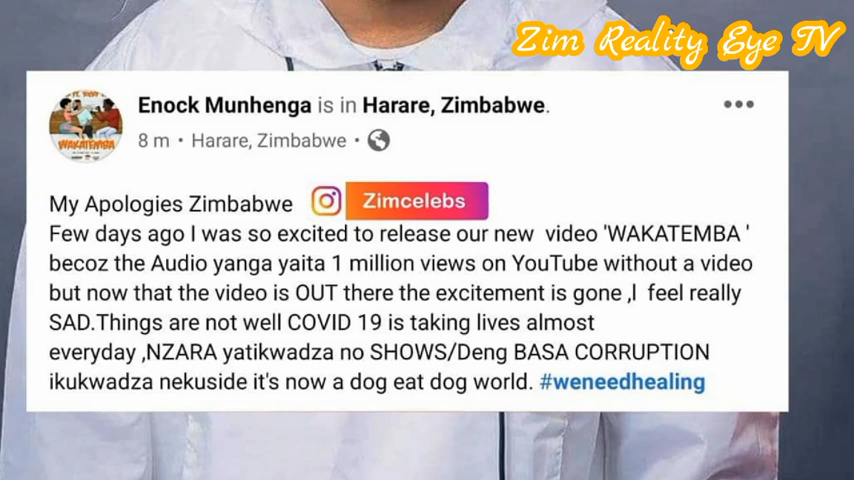 Zim Reality Eye TV
Enock Munhenga is in Harare, Zimbabwe.
8 m · Harare, Zimbabwe ·
WAKATEMBA
My Apologies Zimbabwe Zimcelebs
Few days ago I was so excited to release our new video 'WAKATEMBA '
becoz the Audio yanga yaita 1 million views on YouTube without a video
but now that the video is OUT there the excitement is gone ,I feel really
SAD.Things are not well COVID 19 is taking lives almost
everyday ,NZARA yatikwadza no SHOWS/Deng BASA CORRUPTION
ikukwadza nekuside it's now a dog eat dog world. #weneedhealing